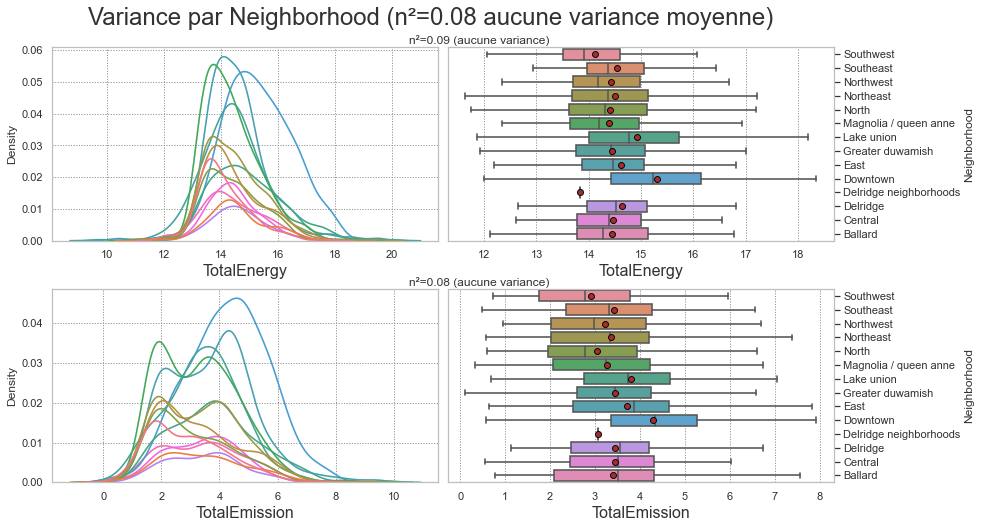 Variance par Neighborhood (n²=0.08 aucune variance moyenne)
n²=0.09 (aucune variance)
0.06
0.05
0.04
0.03
0.02
0.01
0.00
Density
10 12 14 16 18 20
TotalEnergy
Southwest
Southeast
Northwest
Northeast
North
Magnolia / queen anne
Lake union
Greater duwamish
East
Downtown
Delridge neighborhoods
Delridge
Central
Ballard
Neighborhood
12 13 14 15 16 17 18
TotalEnergy
n²=0.08 (aucune variance)
0.04
0.03
0.02
0.01
0.00
Density
0 2 4 6 8 10
TotalEmission
Southwest
Southeast
Northwest
Northeast
North
Magnolia / queen anne
Lake union
Greater duwamish
East
Downtown
Delridge neighborhoods
Delridge
Central
Ballard
Neighborhood
0 1 2 3 4 5 6 7 8
TotalEmission